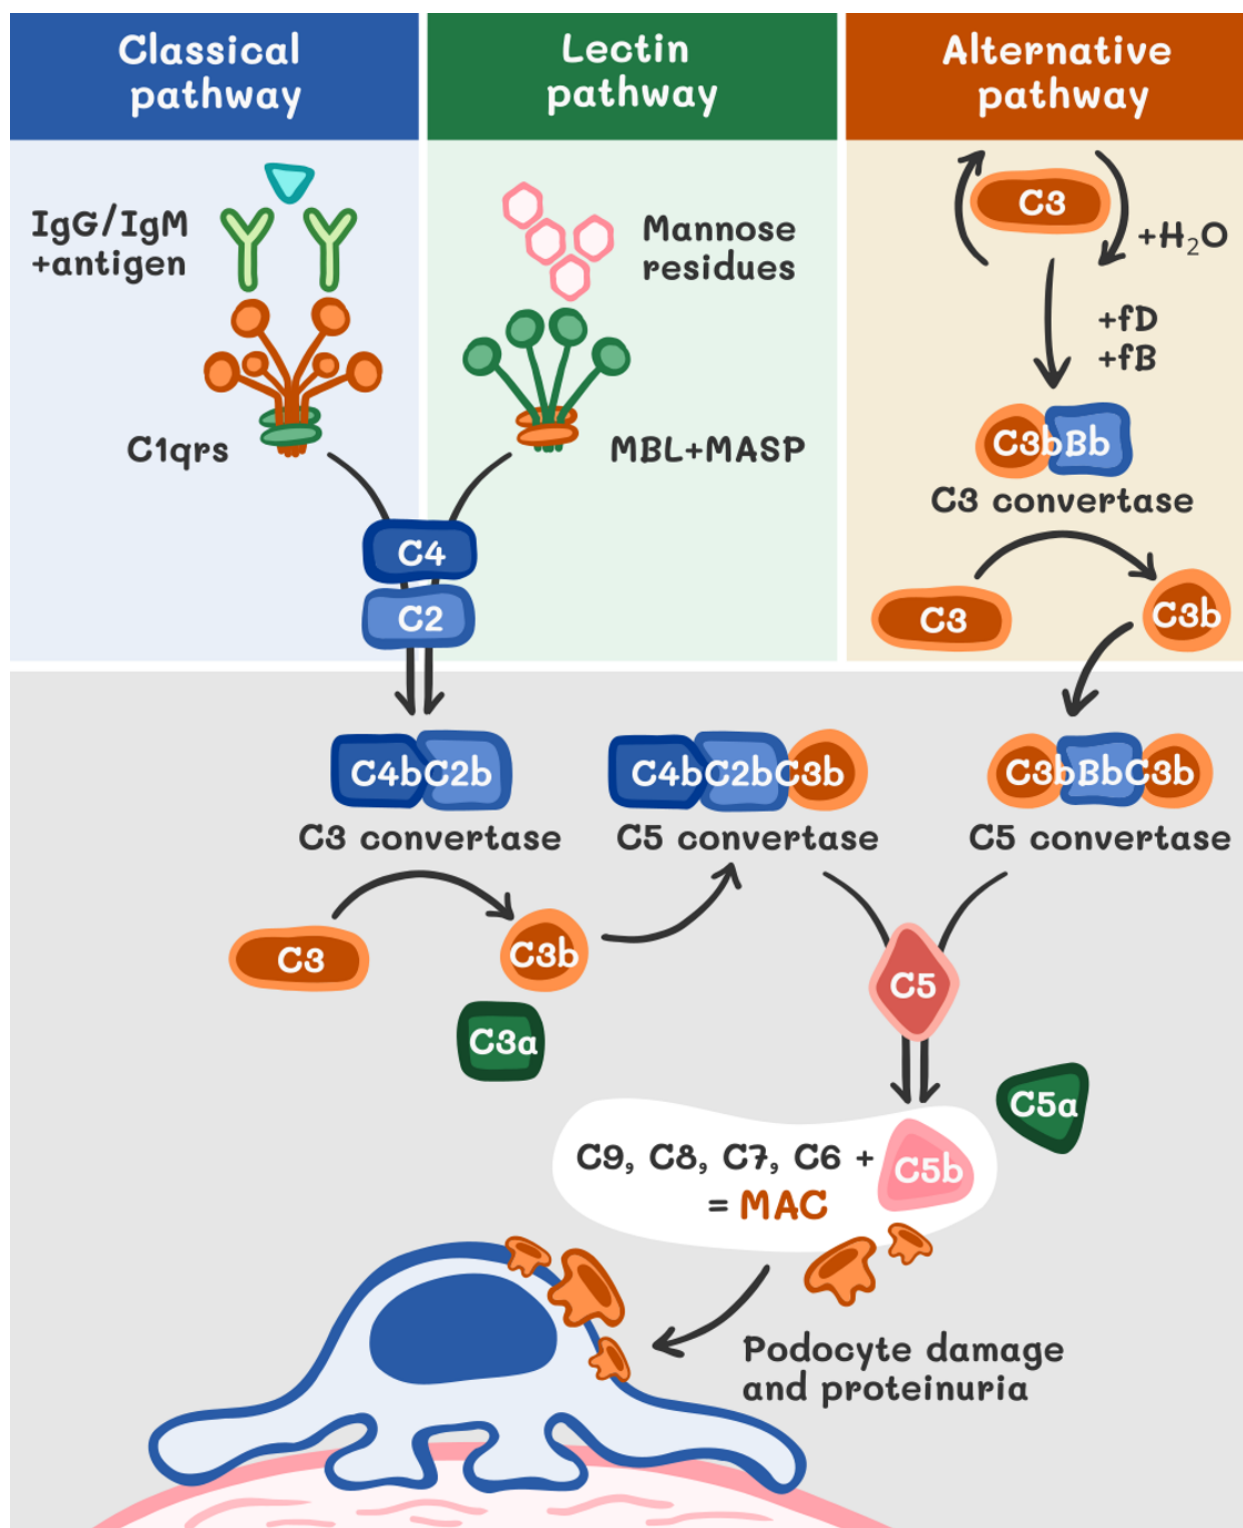 Classical
pathway
Lectin
pathway
Alternative
pathway
IgG/IgM
+antigen
C1qrs
Mannose
residues
MBL+MASP
C4
C2
C3
+H₂O
+fD
+fB
C3bBb
C3 convertase
C3
C3b
C4bC2b
C3 convertase
C4bC2bC3b
C5 convertase
C3bBbC3b
C5 convertase
C3
C3b
C3a
C5
C5a
C9, C8, C7, C6 + C5b
= MAC
Podocyte damage
and proteinuria